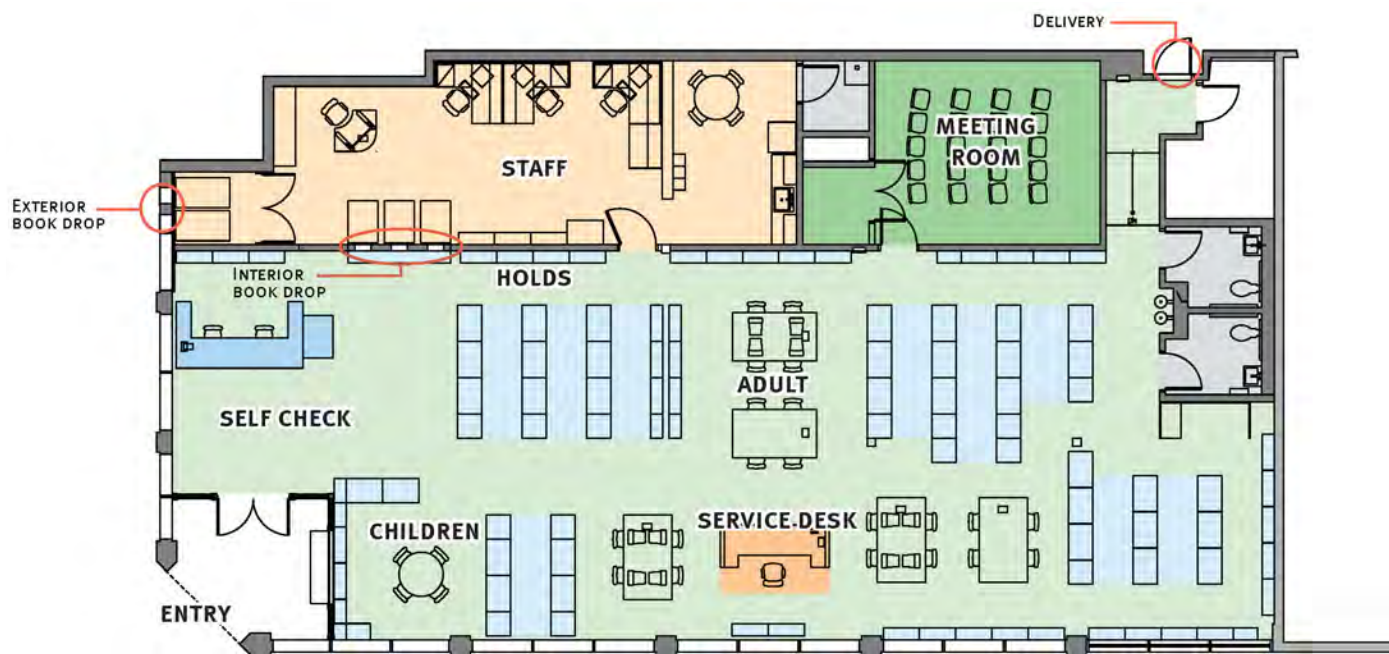 DELIVERY
MEETING
ROOM
STAFF
EXTERIOR
BOOK DROP
INTERIOR
BOOK DROP
HOLDS
ADULT
SELF CHECK
SERVICE DESK
CHILDREN
ENTRY